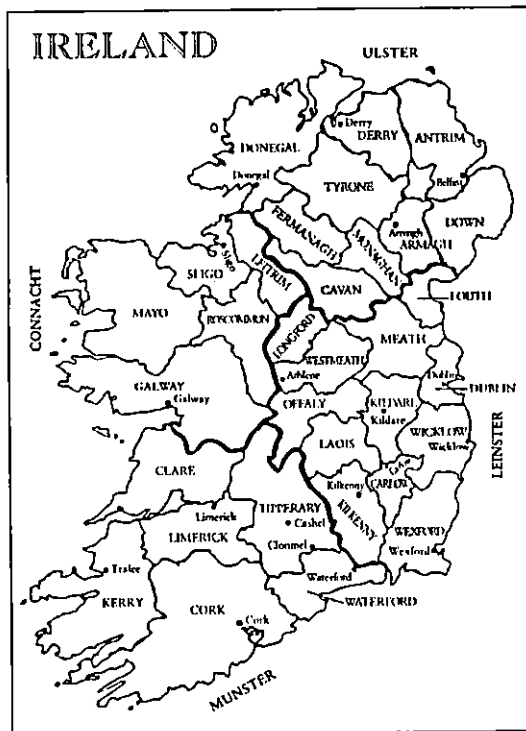 IRELAND
ULSTER
Derry
DERRY
ANTRIM
DONEGAL
Donegal
TYRONE
Belfast
FERMANAGH
MONAGHAN
Armagh
ARMAGH
DOWN
SLIGO
Sligo
LEITRIM
CAVAN
LOUTH
CONNACHT
MAYO
ROSCOMMON
LONGFORD
MEATH
WESTMEATH
Athlone
GALWAY
Galway
OFFALY
KILDARE
Kildare
Dublin
DUBLIN
LAOIS
WICKLOW
Wicklow
LEINSTER
CLARE
Kilkenny
CARLOW
TIPPERARY
KILKENNY
Limerick
LIMERICK
Cashel
WEXFORD
Wexford
Clonmel
Tralee
Waterford
KERRY
WATERFORD
CORK
Cork
MUNSTER